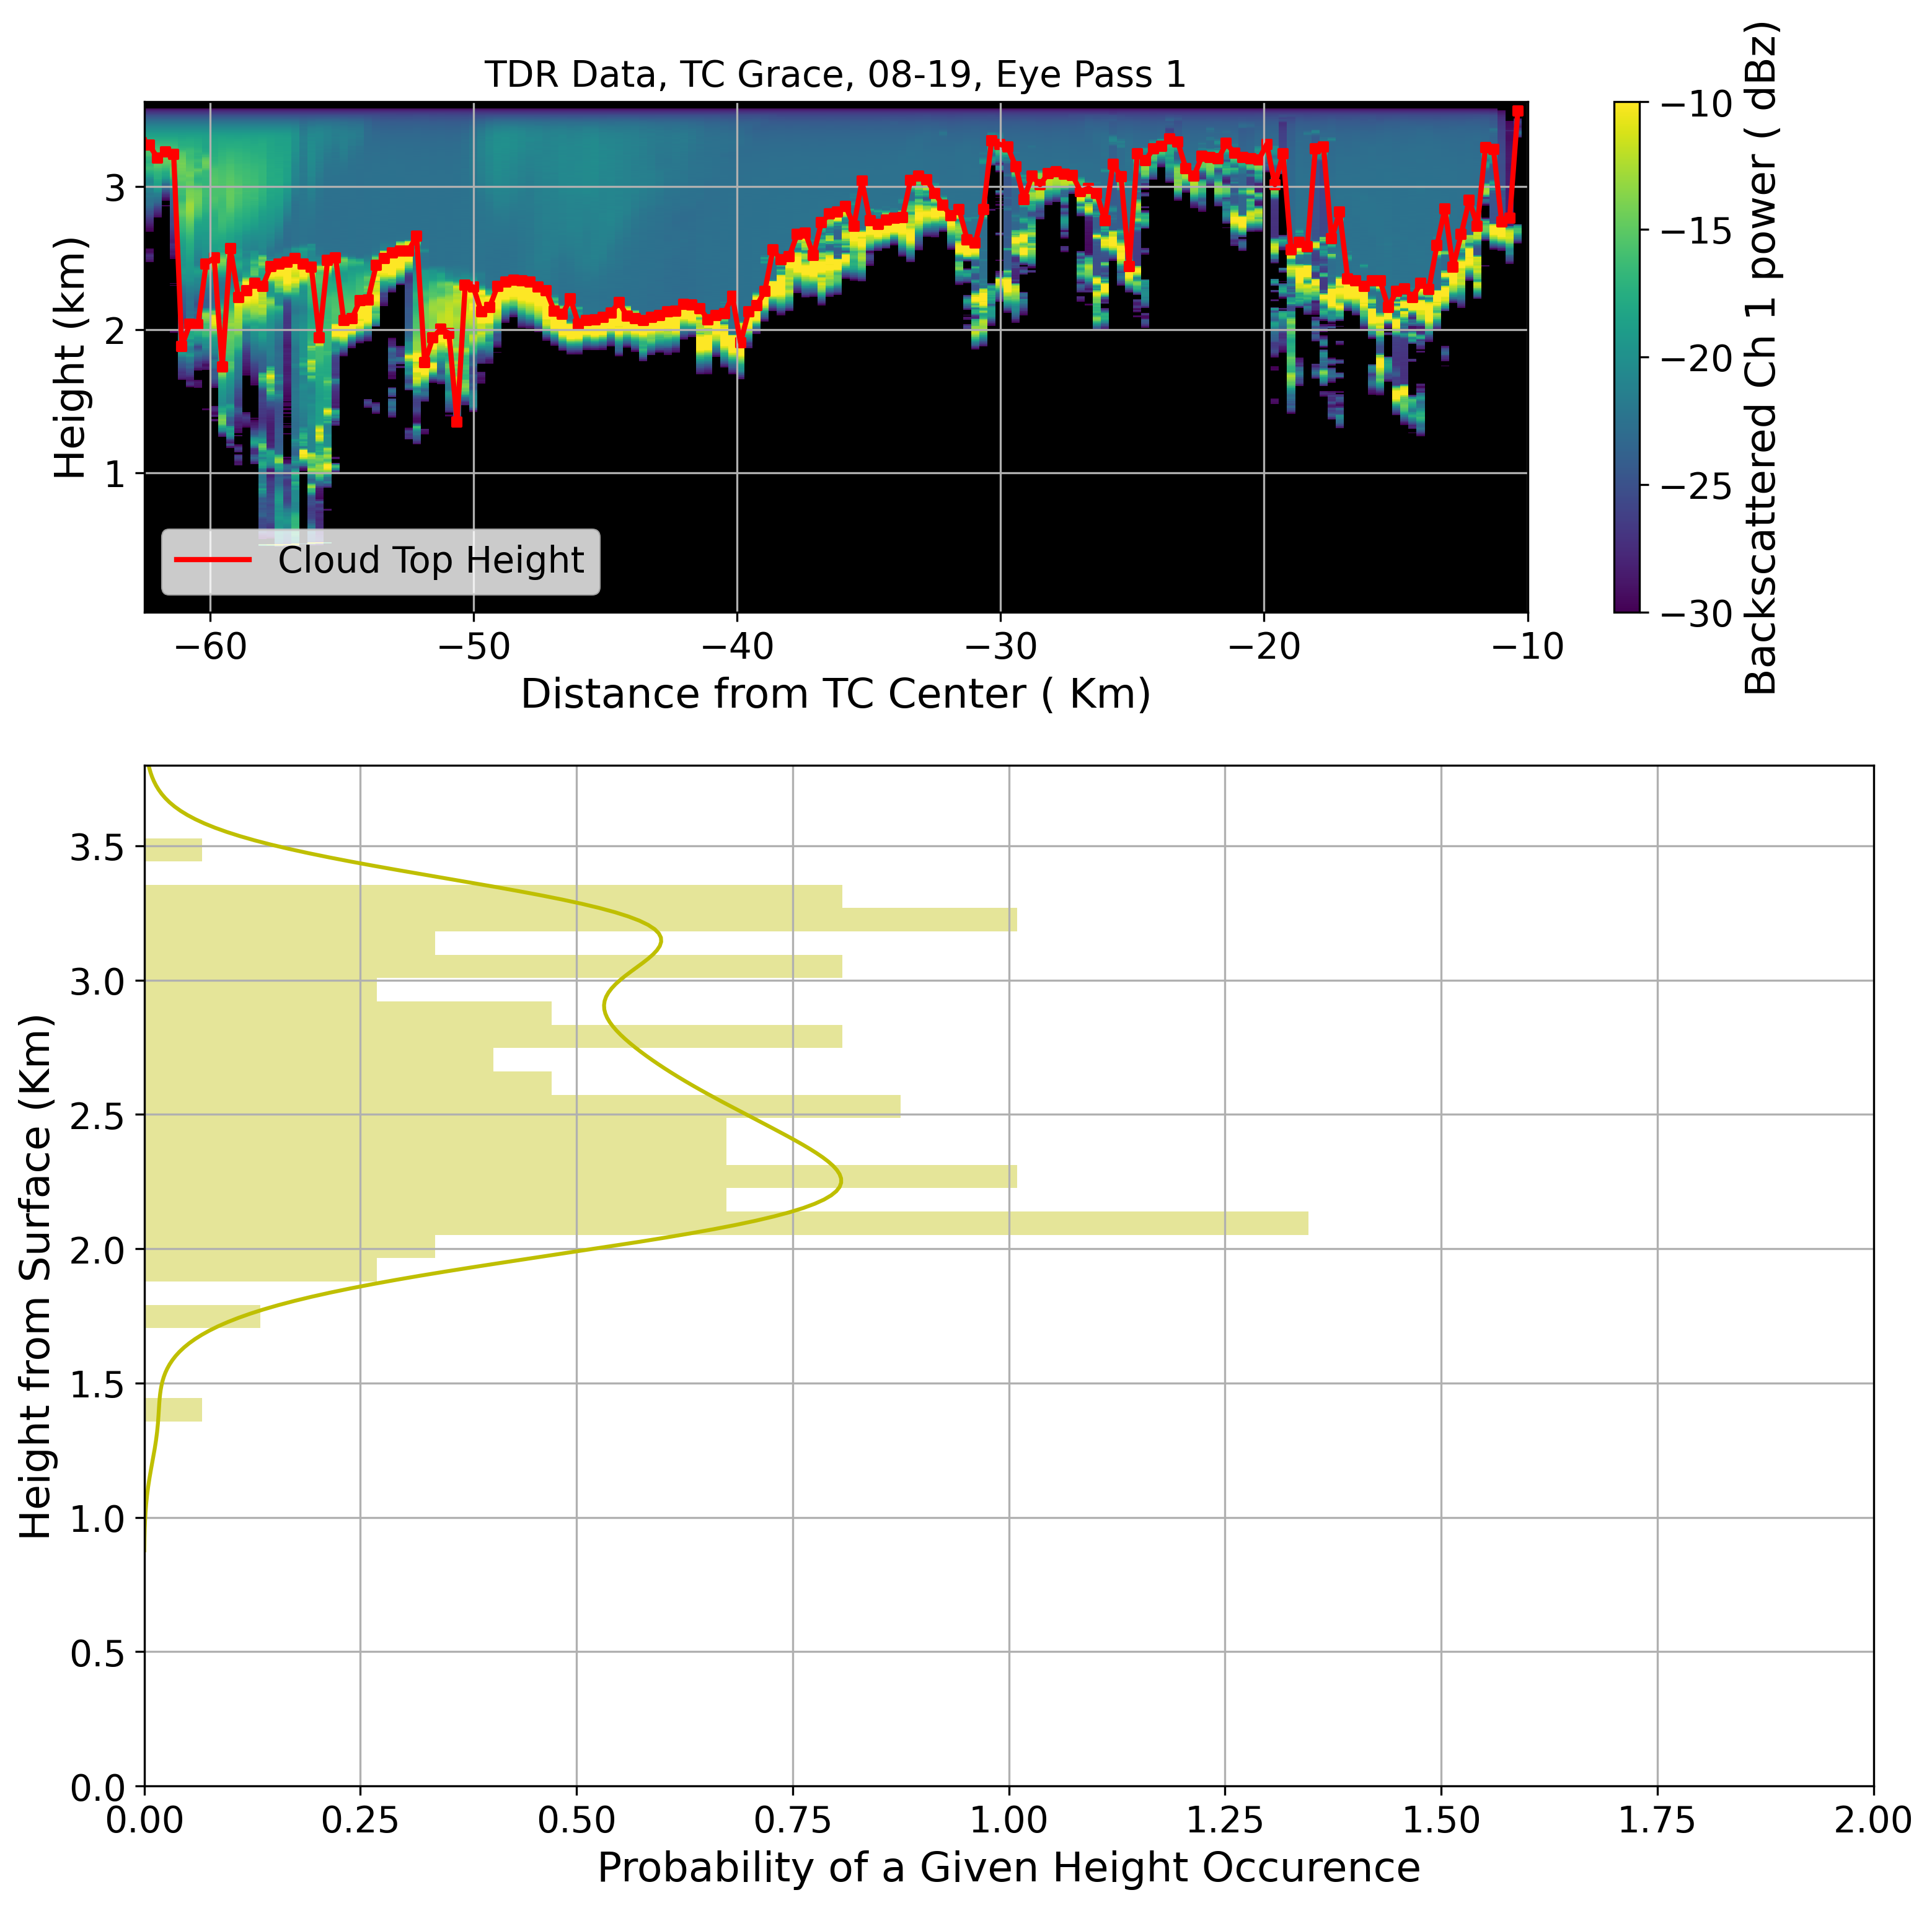 TDR Data, TC Grace, 08-19, Eye Pass 1
Height (km)
3
2
1
Cloud Top Height
−60 −50 −40 −30 −20 −10
Distance from TC Center ( Km)
−10
−15
−20
−25
−30
Backscattered Ch 1 power ( dBz)
Height from Surface (Km)
3.5
3.0
2.5
2.0
1.5
1.0
0.5
0.0
0.00 0.25 0.50 0.75 1.00 1.25 1.50 1.75 2.00
Probability of a Given Height Occurence